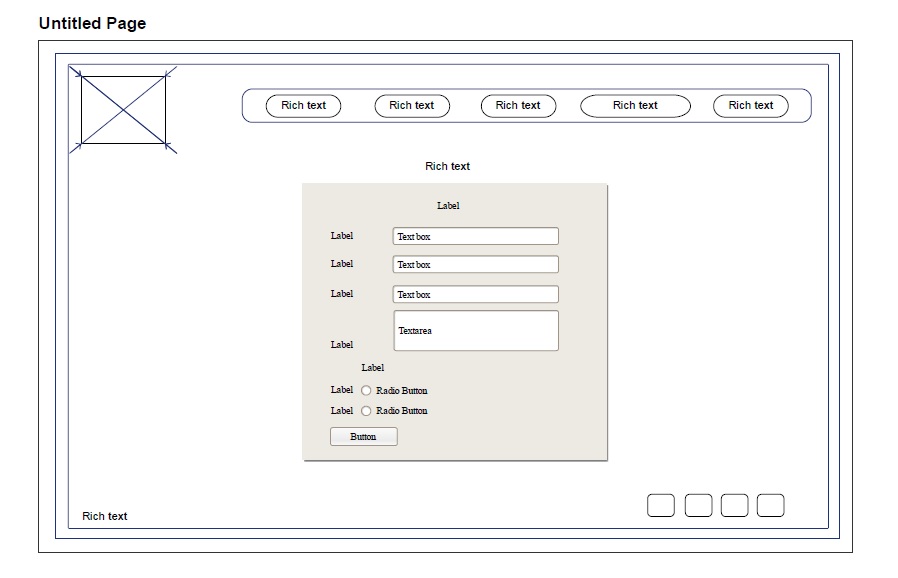 Untitled Page
Rich text Rich text Rich text Rich text Rich text
Rich text
Label
Label Text box
Label Text box
Label Text box
Textarea
Label
Label
Label Radio Button
Label Radio Button
Button
Rich text